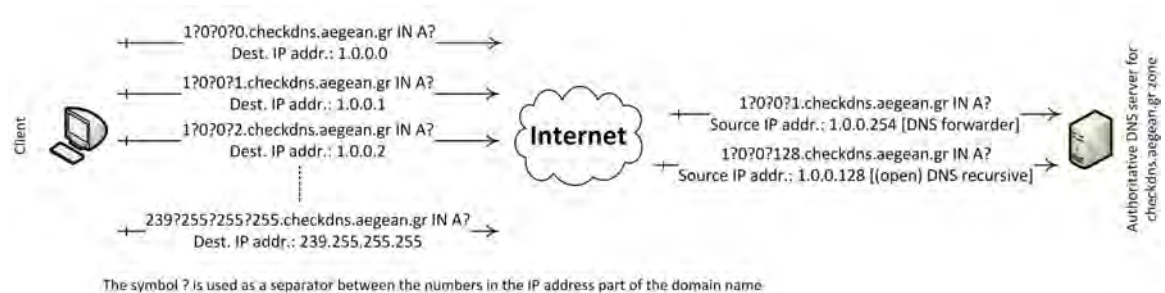 Client
1?0?0?0.checkdns.aegean.gr IN A?
Dest. IP addr.: 1.0.0.0
1?0?0?1.checkdns.aegean.gr IN A?
Dest. IP addr.: 1.0.0.1
1?0?0?2.checkdns.aegean.gr IN A?
Dest. IP addr.: 1.0.0.2
239?255?255?255.checkdns.aegean.gr IN A?
Dest. IP addr.: 239.255.255.255
Internet
1?0?0?1.checkdns.aegean.gr IN A?
Source IP addr.: 1.0.0.254 [DNS forwarder]
1?0?0?128.checkdns.aegean.gr IN A?
Source IP addr.: 1.0.0.128 [(open) DNS recursive]
Authoritative DNS server for
checkdns.aegean.gr zone
The symbol ? is used as a separator between the numbers in the IP address part of the domain name